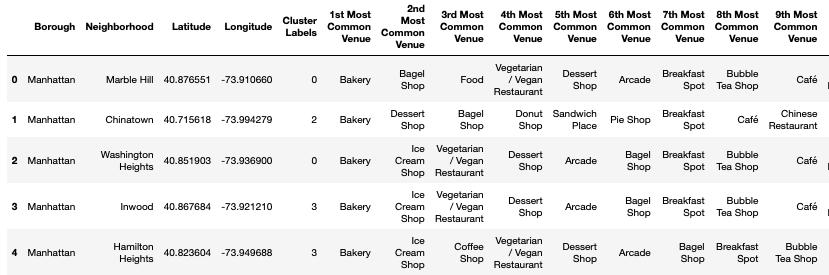 Borough Neighborhood Latitude Longitude Cluster Labels 1st Most Common Venue 2nd Most Common Venue 3rd Most Common Venue 4th Most Common Venue 5th Most Common Venue 6th Most Common Venue 7th Most Common Venue 8th Most Common Venue 9th Most Common Venue
0 Manhattan Marble Hill 40.876551 -73.910660 0 Bakery Bagel Shop Food Vegetarian / Vegan Restaurant Dessert Shop Arcade Breakfast Spot Bubble Tea Shop Café
1 Manhattan Chinatown 40.715618 -73.994279 2 Bakery Dessert Shop Bagel Shop Donut Shop Sandwich Place Pie Shop Breakfast Spot Café Chinese Restaurant
2 Manhattan Washington Heights 40.851903 -73.936900 0 Bakery Ice Cream Shop Vegetarian / Vegan Restaurant Dessert Shop Arcade Bagel Shop Breakfast Spot Bubble Tea Shop Café
3 Manhattan Inwood 40.867684 -73.921210 3 Bakery Ice Cream Shop Vegetarian / Vegan Restaurant Dessert Shop Arcade Bagel Shop Breakfast Spot Bubble Tea Shop Café
4 Manhattan Hamilton Heights 40.823604 -73.949688 3 Bakery Ice Cream Shop Coffee Shop Vegetarian / Vegan Restaurant Dessert Shop Arcade Bagel Shop Breakfast Spot Bubble Tea Shop